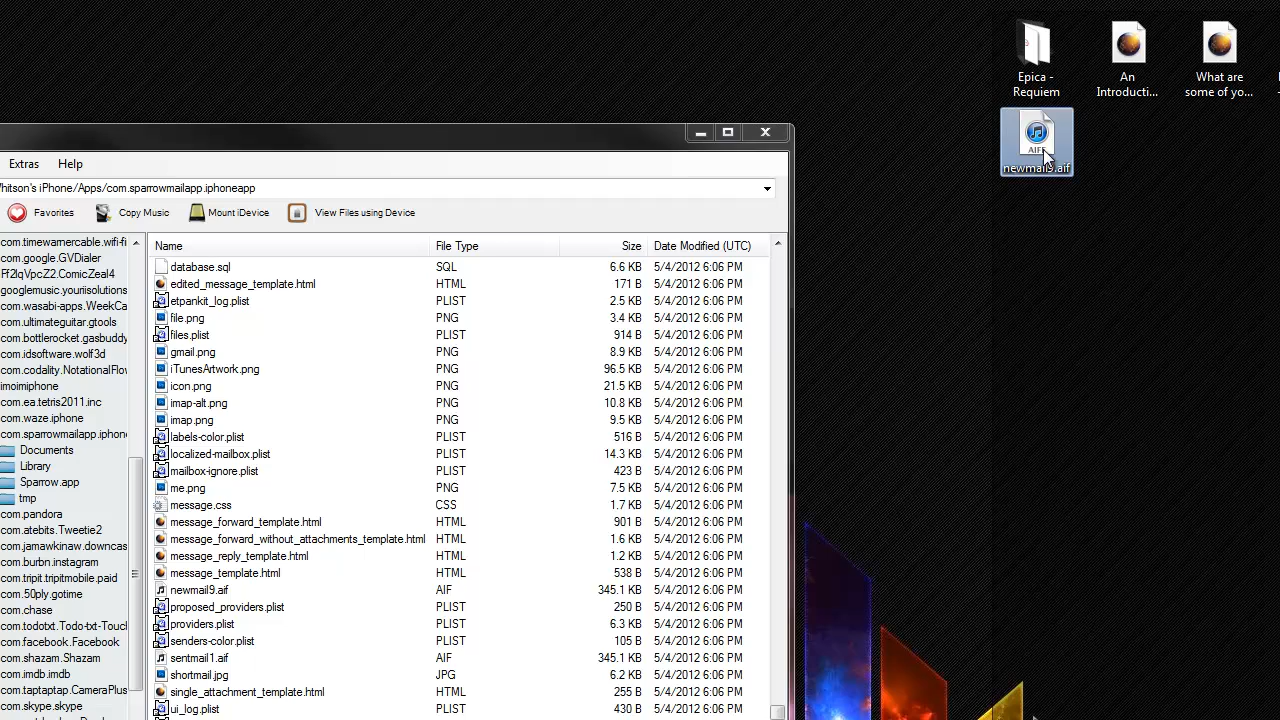 Epica -
Requiem
An
Introducti...
What are
some of yo...
AIFF
newmail9.aif
Extras Help
hitson's iPhone/Apps/com.sparrowmailapp.iphoneapp
Favorites Copy Music Mount iDevice View Files using Device
com.timewarnercable.wifi-fi
com.google.GVDialer
Ff2IqVpcZ2.ComicZeal4
googlemusic.yourisolutions
com.wasabi-apps.WeekCa
com.ultimateguitar.gtools
com.bottlerocket.gasbuddy
com.idsoftware.wolf3d
com.codality.NotationalFlov
imoimiphone
com.ea.tetris2011.inc
com.waze.iphone
com.sparrowmailapp.iphone
Documents
Library
Sparrow.app
tmp
com.pandora
com.atebits.Tweetie2
com.jamawkinaw.downcas
com.burbn.instagram
com.tripit.tripitmobile.paid
com.50ply.gotime
com.chase
com.todotxt.Todo-txt-Touch
com.facebook.Facebook
com.shazam.Shazam
com.imdb.imdb
com.taptaptap.CameraPlus
com.skype.skype
Name File Type Size Date Modified (UTC)
database.sql SQL 6.6 KB 5/4/2012 6:06 PM
edited_message_template.html HTML 171 B 5/4/2012 6:06 PM
etpankit_log.plist PLIST 2.5 KB 5/4/2012 6:06 PM
file.png PNG 3.4 KB 5/4/2012 6:06 PM
files.plist PLIST 914 B 5/4/2012 6:06 PM
gmail.png PNG 8.9 KB 5/4/2012 6:06 PM
iTunesArtwork.png PNG 96.5 KB 5/4/2012 6:06 PM
icon.png PNG 21.5 KB 5/4/2012 6:06 PM
imap-alt.png PNG 10.8 KB 5/4/2012 6:06 PM
imap.png PNG 9.5 KB 5/4/2012 6:06 PM
labels-color.plist PLIST 516 B 5/4/2012 6:06 PM
localized-mailbox.plist PLIST 14.3 KB 5/4/2012 6:06 PM
mailbox-ignore.plist PLIST 423 B 5/4/2012 6:06 PM
me.png PNG 7.5 KB 5/4/2012 6:06 PM
message.css CSS 1.7 KB 5/4/2012 6:06 PM
message_forward_template.html HTML 901 B 5/4/2012 6:06 PM
message_forward_without_attachments_template.html HTML 1.6 KB 5/4/2012 6:06 PM
message_reply_template.html HTML 1.2 KB 5/4/2012 6:06 PM
message_template.html HTML 538 B 5/4/2012 6:06 PM
newmail9.aif AIF 345.1 KB 5/4/2012 6:06 PM
proposed_providers.plist PLIST 250 B 5/4/2012 6:06 PM
providers.plist PLIST 6.3 KB 5/4/2012 6:06 PM
senders-color.plist PLIST 105 B 5/4/2012 6:06 PM
sentmail1.aif AIF 345.1 KB 5/4/2012 6:06 PM
shortmail.jpg JPG 6.2 KB 5/4/2012 6:06 PM
single_attachment_template.html HTML 255 B 5/4/2012 6:06 PM
ui_log.plist PLIST 430 B 5/4/2012 6:06 PM